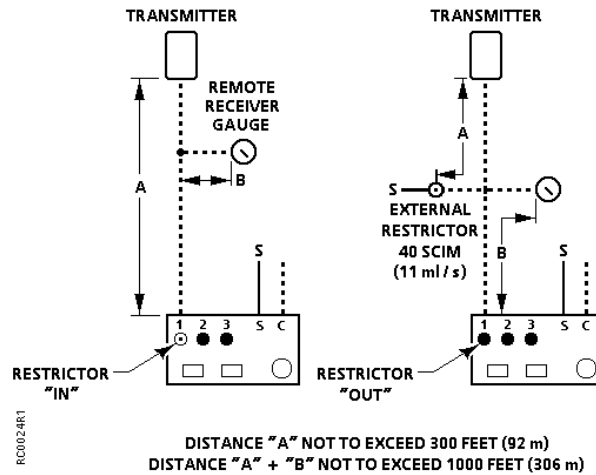 TRANSMITTER
A
REMOTE
RECEIVER
GAUGE
B
S
1 2 3 S C
RESTRICTOR
"IN"
TRANSMITTER
A
S
EXTERNAL
RESTRICTOR
40 SCIM
(11 ml / s)
B
S
1 2 3 S C
RESTRICTOR
"OUT"
RC0024R1
DISTANCE "A" NOT TO EXCEED 300 FEET (92 m)
DISTANCE "A" + "B" NOT TO EXCEED 1000 FEET (306 m)